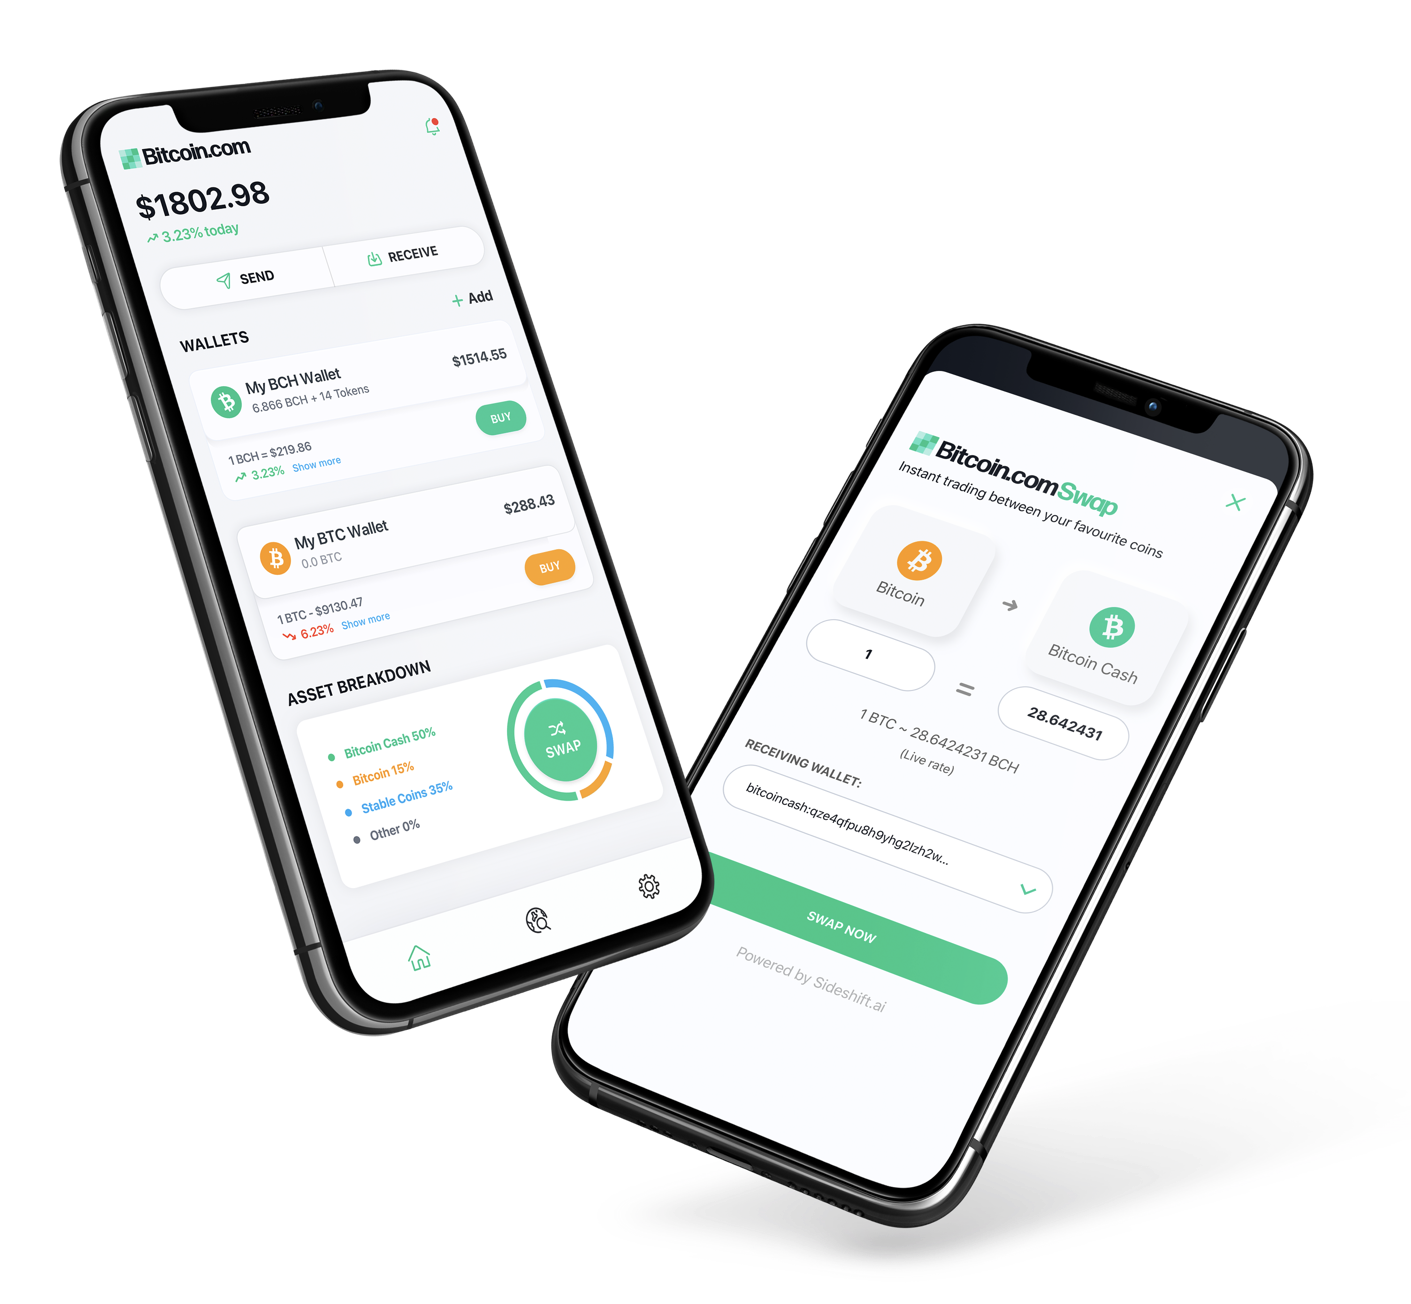 Bitcoin.com
$1802.98
3.23% today
SEND
RECEIVE
+ Add
WALLETS
My BCH Wallet
$1514.55
6.866 BCH + 14 Tokens
BUY
1 BCH = $219.86
3.23% Show more
My BTC Wallet
$288.43
0.0 BTC
BUY
1 BTC - $9130.47
6.23% Show more
ASSET BREAKDOWN
Bitcoin Cash 50%
Bitcoin 15%
Stable Coins 35%
Other 0%
SWAP
Bitcoin.com Swap
Instant trading between your favourite coins
Bitcoin
Bitcoin Cash
1
=
28.642431
1 BTC ~ 28.6424231 BCH
(Live rate)
RECEIVING WALLET:
bitcoincash:qze4qfpu8h9yhg2lzh2w...
SWAP NOW
Powered by Sideshift.ai